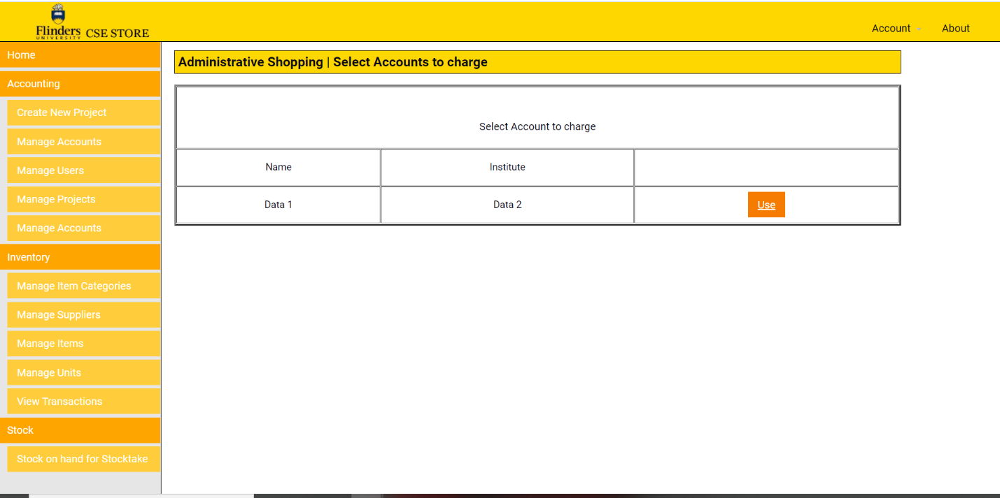 Flinders
UNIVERSITY
CSE STORE
Account
About
Home
Accounting
Create New Project
Manage Accounts
Manage Users
Manage Projects
Manage Accounts
Inventory
Manage Item Categories
Manage Suppliers
Manage Items
Manage Units
View Transactions
Stock
Stock on hand for Stocktake
Administrative Shopping | Select Accounts to charge
Select Account to charge
Name Institute
Data 1 Data 2 Use